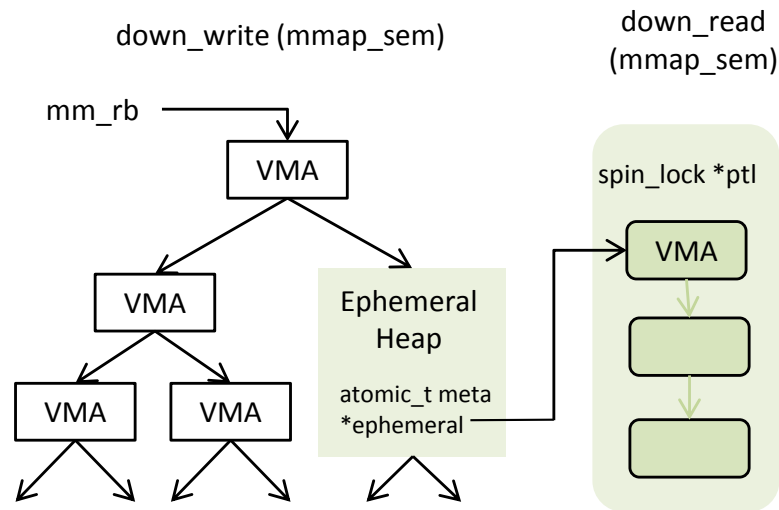 down_write (mmap_sem)
down_read
(mmap_sem)
mm_rb
VMA
spin_lock *ptl
VMA
VMA
Ephemeral
Heap
atomic_t meta
*ephemeral
VMA
VMA